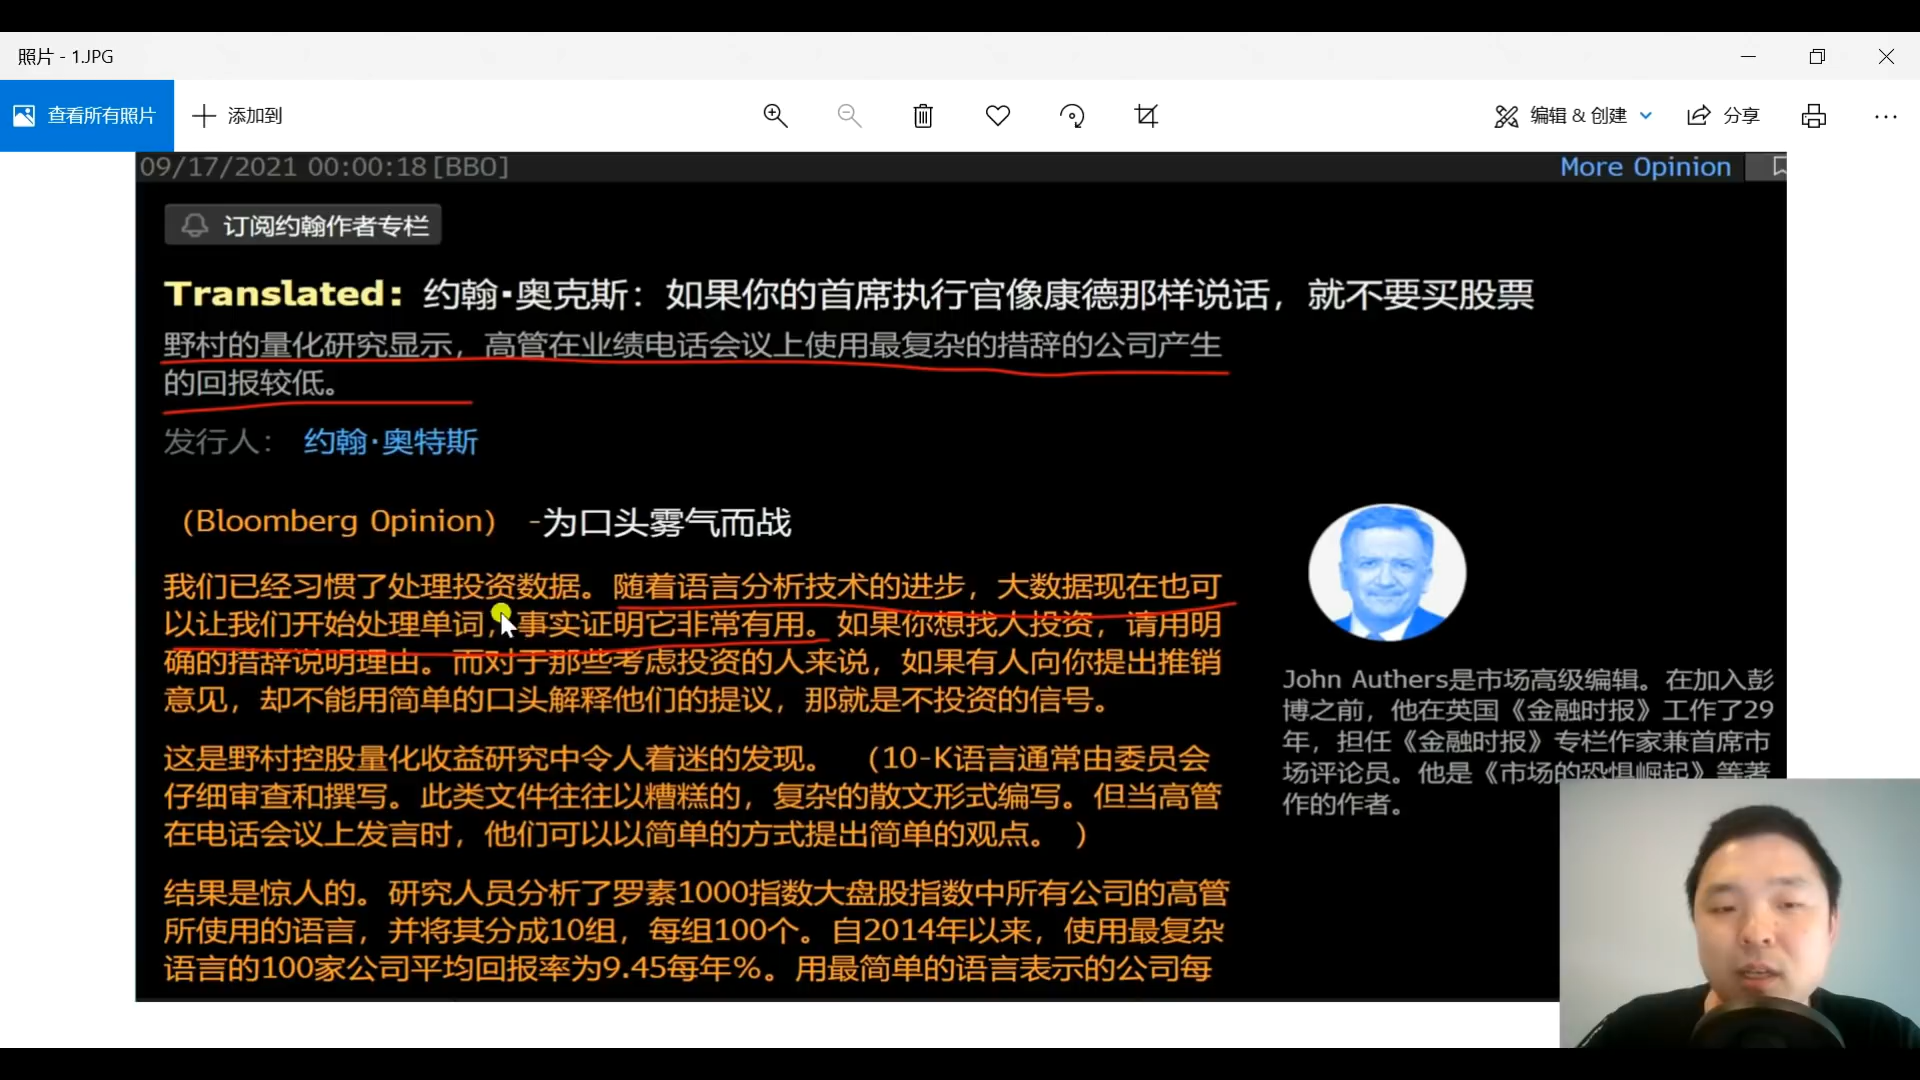 照片 - 1.JPG
查看所有照片
添加到
编辑 & 创建
分享
09/17/2021 00:00:18[BBO]
More Opinion
订阅约翰作者专栏
Translated: 约翰·奥克斯：如果你的首席执行官像康德那样说话，就不要买股票
野村的量化研究显示，高管在业绩电话会议上使用最复杂的措辞的公司产生
的回报较低。
发行人： 约翰·奥特斯
（Bloomberg Opinion） -为口头雾气而战
我们已经习惯了处理投资数据。随着语言分析技术的进步，大数据现在也可
以让我们开始处理单词，事实证明它非常有用。如果你想找人投资，请用明
确的措辞说明理由。而对于那些考虑投资的人来说，如果有人向你提出推销
意见，却不能用简单的口头解释他们的提议，那就是不投资的信号。
这是野村控股量化收益研究中令人着迷的发现。 （10-K语言通常由委员会
仔细审查和撰写。此类文件往往以糟糕的，复杂的散文形式编写。但当高管
在电话会议上发言时，他们可以以简单的方式提出简单的观点。 ）
结果是惊人的。研究人员分析了罗素1000指数大盘股指数中所有公司的高管
所使用的语言，并将其分成10组，每组100个。自2014年以来，使用最复杂
语言的100家公司平均回报率为9.45每年%。用最简单的语言表示的公司每
John Authers是市场高级编辑。在加入彭
博之前，他在英国《金融时报》工作了29
年，担任《金融时报》专栏作家兼首席市
场评论员。他是《市场的恐惧崛起》等著
作的作者。